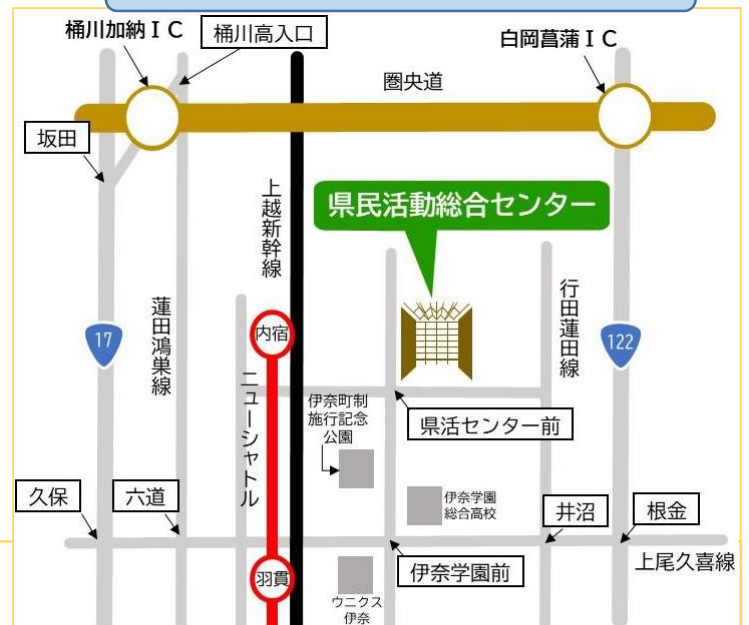 桶川加納ＩＣ
桶川高入口
白岡菖蒲ＩＣ
圏央道
坂田
上越新幹線
県民活動総合センター
蓮田鴻巣線
行田蓮田線
17
内宿
122
ニューシャトル
伊奈町制
施行記念
公園
県活センター前
久保
六道
伊奈学園
総合高校
井沼
根金
上尾久喜線
羽貫
伊奈学園前
ウニクス
伊奈